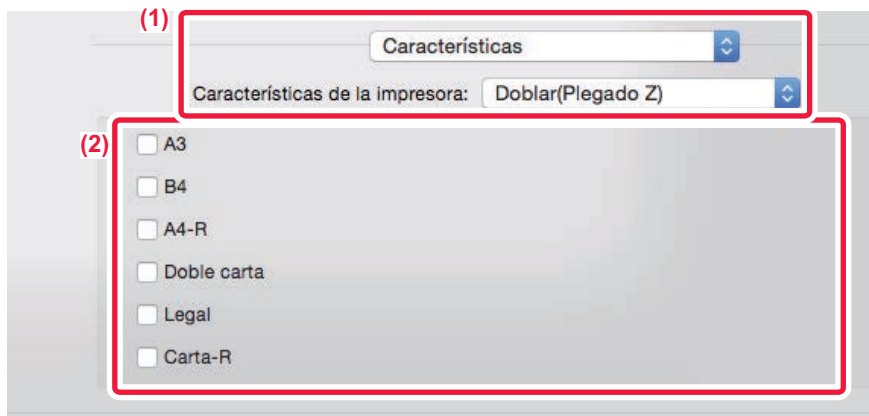 (1)
Características
Características de la impresora: Doblar(Plegado Z)
(2)
A3
B4
A4-R
Doble carta
Legal
Carta-R